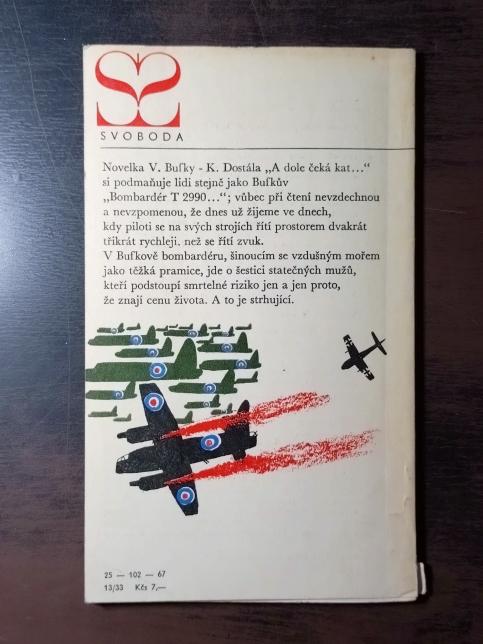 SVOBODA
Novelka V. Buſky - K. Dostála „A dole čeká kat...“
si podmaňuje lidi stejně jako Buſkův
„Bombardér T 2990...“; vůbec při čtení nevzdechnou
a nevzpomenou, že dnes už žijeme ve dnech,
kdy piloti se na svých strojích řítí prostorem dvakrát
třikrát rychleji. než se řítí zvuk.
V Buſkově bombardéru, šinoucím se vzdušným mořem
jako těžká pramice, jde o šestici statečných mužů,
kteří podstoupí smrtelné riziko jen a jen proto,
že znají cenu života. A to je strhující.
25 — 102 — 67
13/33 Kčs 7,—